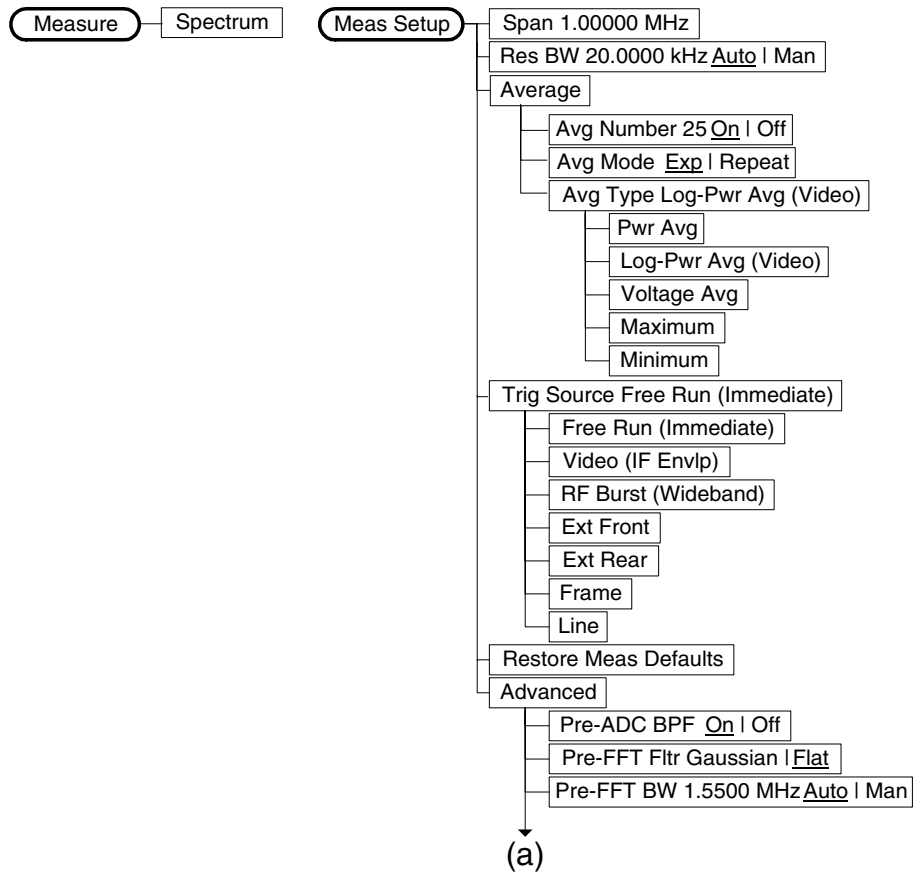 Measure
Spectrum
Meas Setup
Span 1.00000 MHz
Res BW 20.0000 kHz Auto | Man
Average
Avg Number 25 On | Off
Avg Mode Exp | Repeat
Avg Type Log-Pwr Avg (Video)
Pwr Avg
Log-Pwr Avg (Video)
Voltage Avg
Maximum
Minimum
Trig Source Free Run (Immediate)
Free Run (Immediate)
Video (IF Envlp)
RF Burst (Wideband)
Ext Front
Ext Rear
Frame
Line
Restore Meas Defaults
Advanced
Pre-ADC BPF On | Off
Pre-FFT Fltr Gaussian | Flat
Pre-FFT BW 1.5500 MHz Auto | Man
(a)